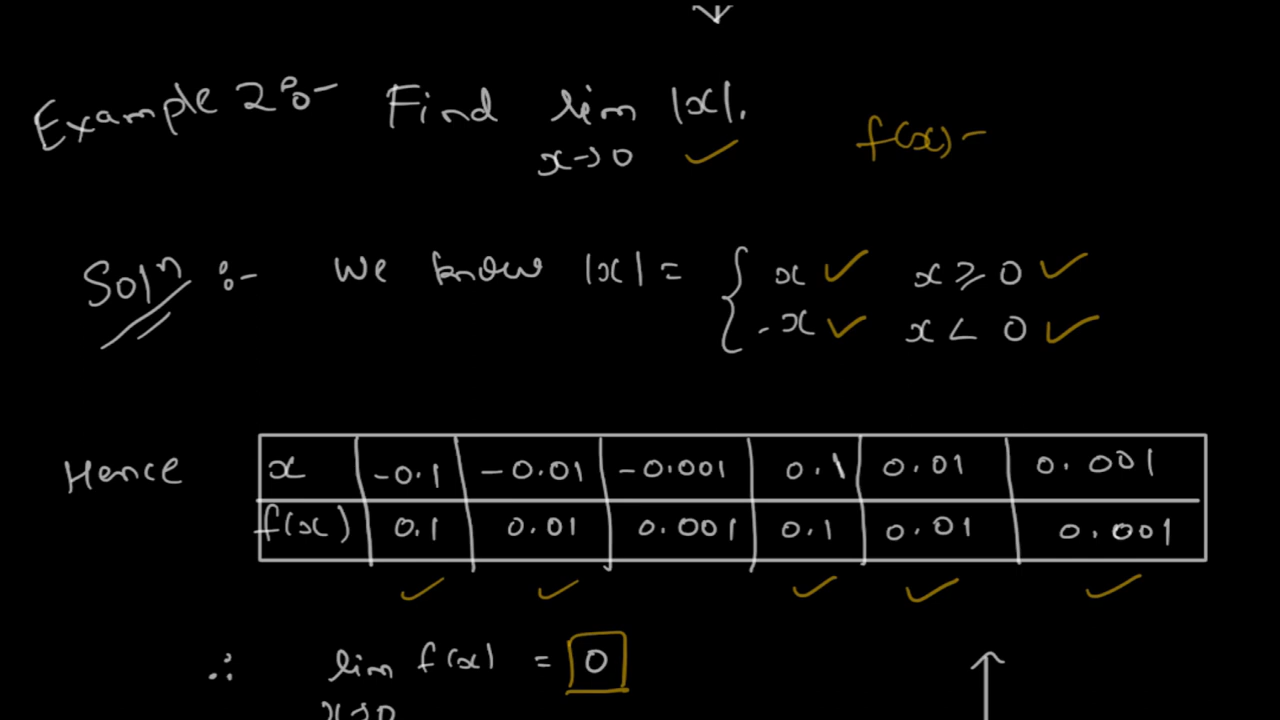 Example 2:- Find lim |x|.
x→0
f(x)-
Soln :- We know |x| = { x x ≥ 0
-x x < 0
Hence x -0.1 -0.01 -0.001 0.1 0.01 0.001
f(x) 0.1 0.01 0.001 0.1 0.01 0.001
∴ lim f(x) = 0
x→0